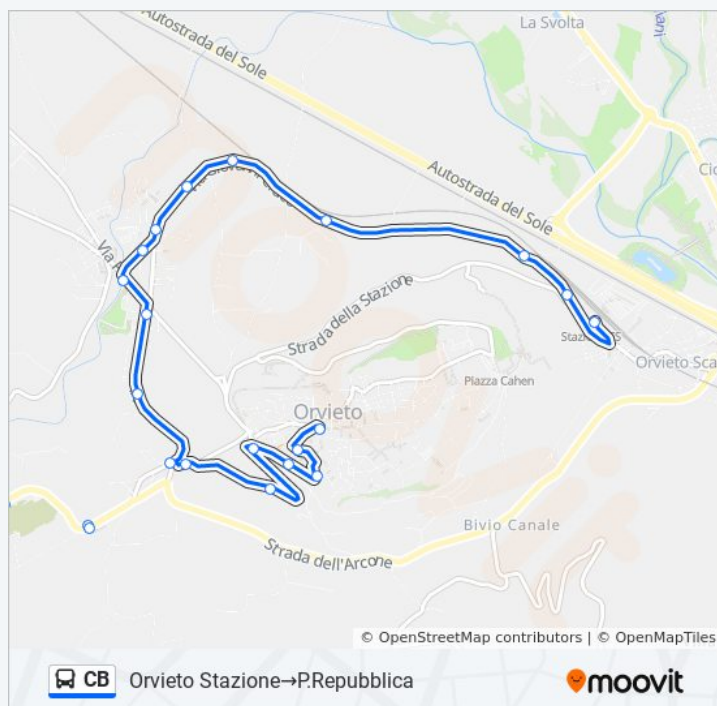 La Svolta
Autostrada del Sole
Autostrada del Sole
Strada della Stazione
Orvieto Sca
Piazza Cahen
Orvieto
Bivio Canale
Strada dell'Arcone
© OpenStreetMap contributors | © OpenMapTiles
CB Orvieto Stazione→P.Repubblica
moovit